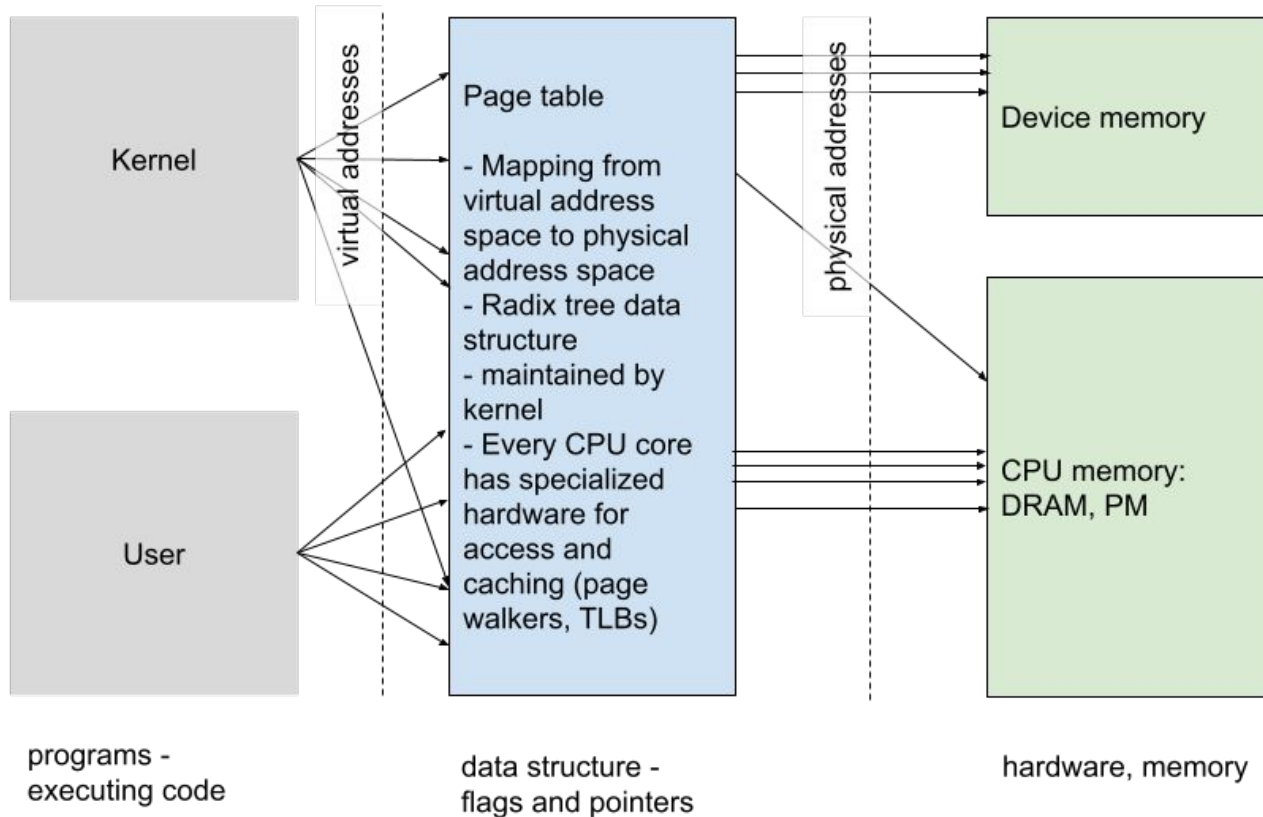 Kernel
User
virtual addresses
Page table
- Mapping from
virtual address
space to physical
address space
- Radix tree data
structure
- maintained by
kernel
- Every CPU core
has specialized
hardware for
access and
caching (page
walkers, TLBs)
physical addresses
Device memory
CPU memory:
DRAM, PM
programs -
executing code
data structure -
flags and pointers
hardware, memory